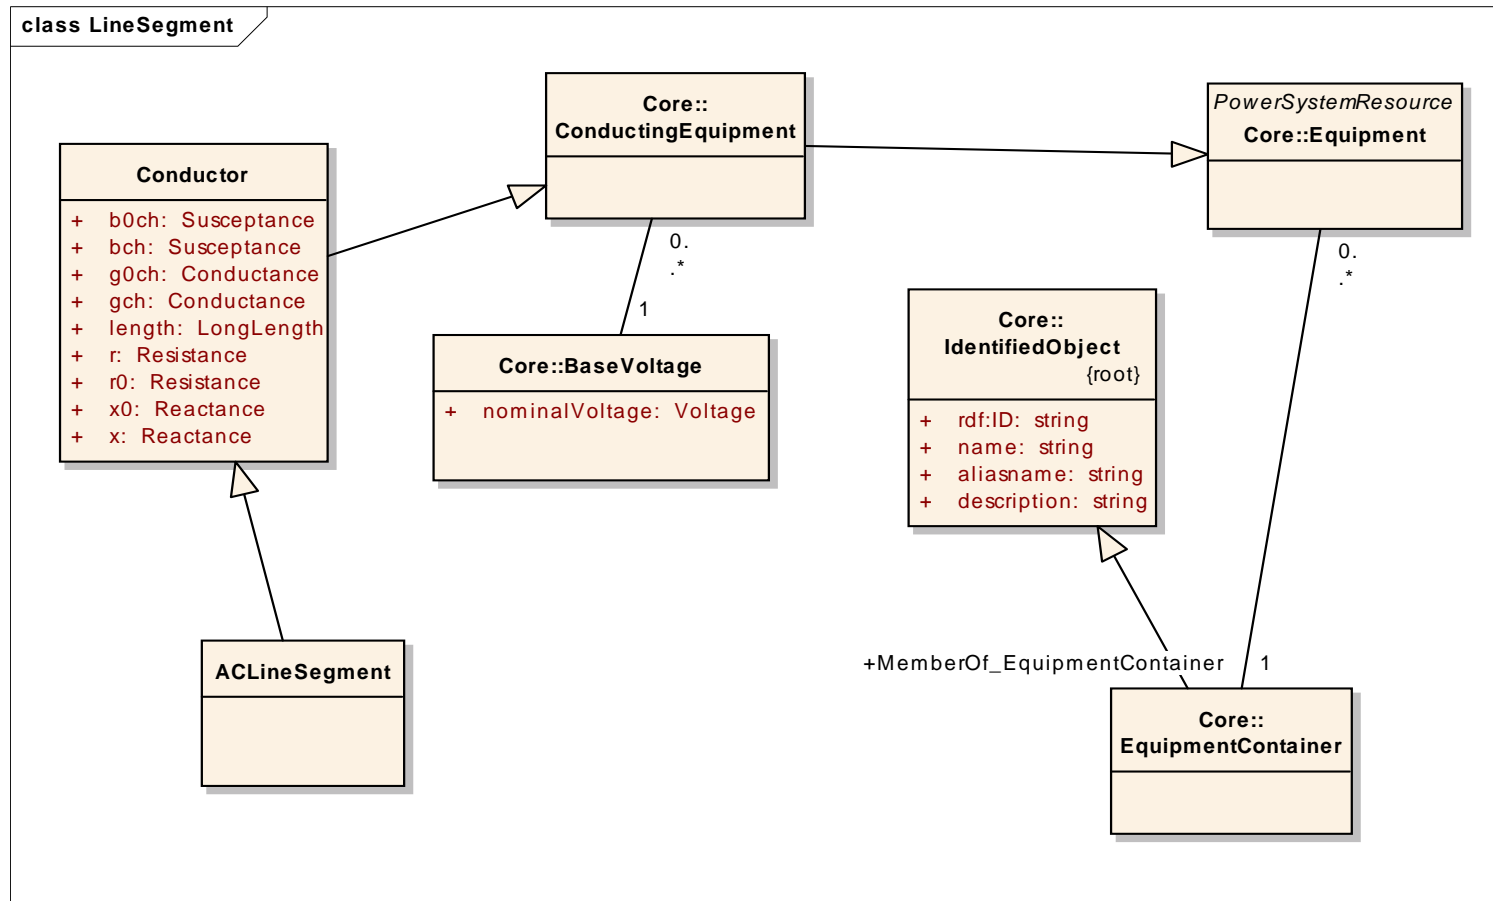 class LineSegment
Conductor
+ b0ch: Susceptance
+ bch: Susceptance
+ g0ch: Conductance
+ gch: Conductance
+ length: LongLength
+ r: Resistance
+ r0: Resistance
+ x0: Reactance
+ x: Reactance
Core::
ConductingEquipment
PowerSystemResource
Core::Equipment
0.
.*
1
Core::BaseVoltage
+ nominalVoltage: Voltage
0.
.*
Core::
IdentifiedObject
{root}
+ rdf:ID: string
+ name: string
+ aliasname: string
+ description: string
ACLineSegment
+MemberOf_EquipmentContainer
1
Core::
EquipmentContainer